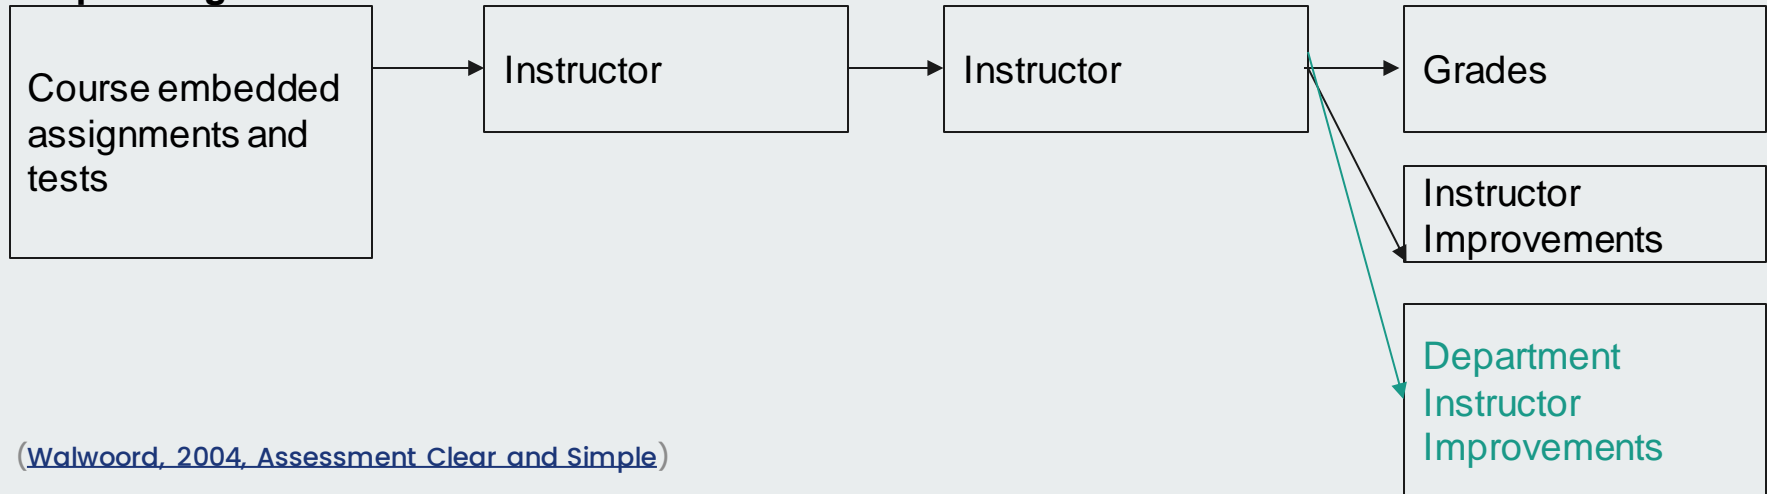 Course embedded
assignments and
tests
Instructor
Instructor
Grades
Instructor
Improvements
Department
Instructor
Improvements
(Walwoord, 2004, Assessment Clear and Simple)